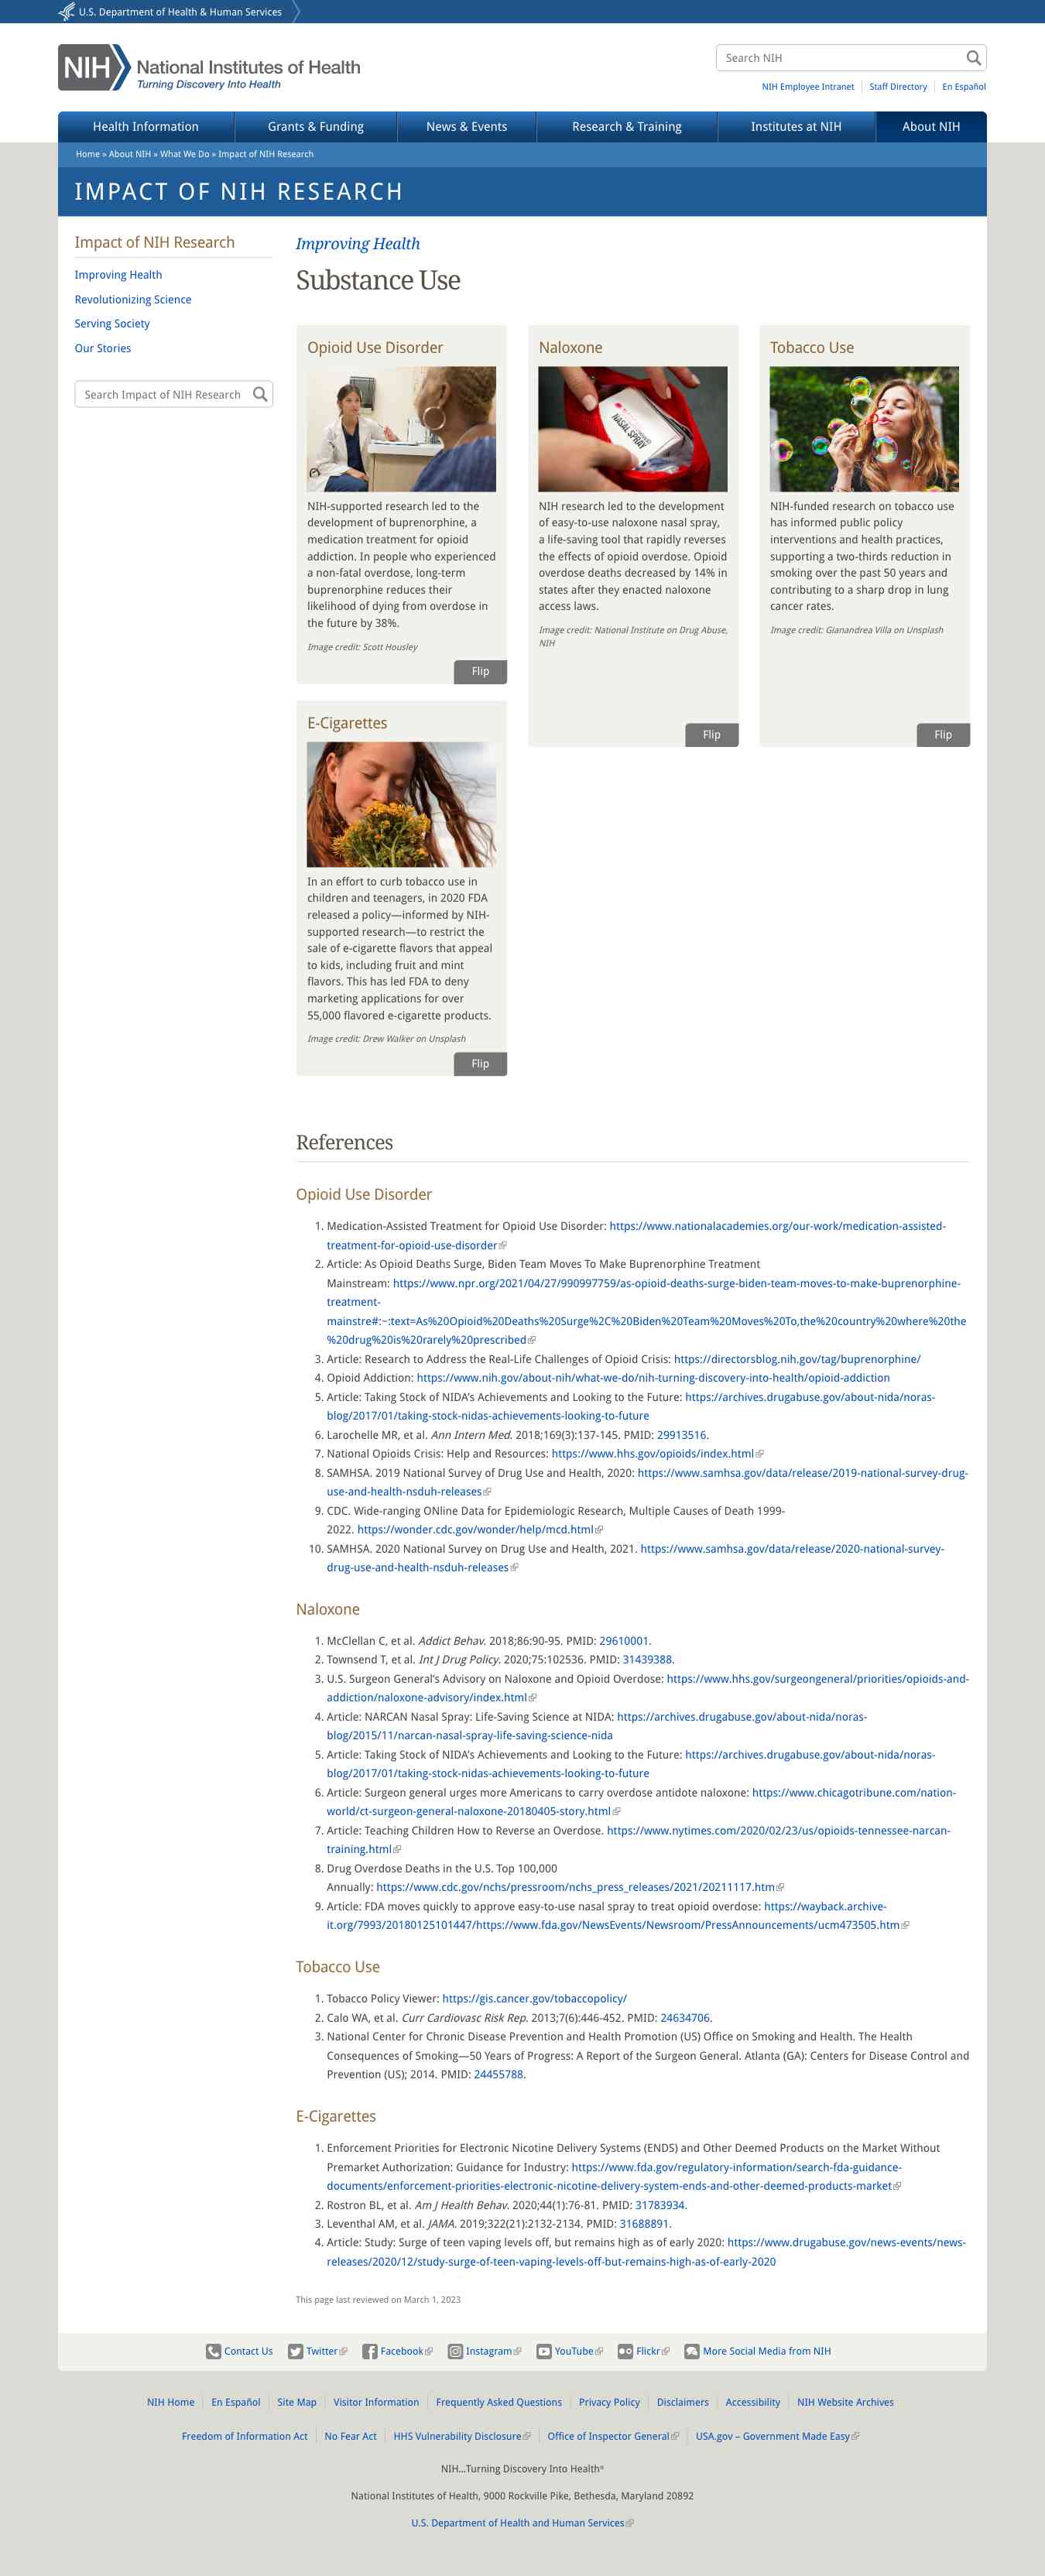 U.S. Department of Health & Human Services
NIH National Institutes of Health
Turning Discovery Into Health
Search NIH
NIH Employee Intranet
Staff Directory
En Español
Health Information
Grants & Funding
News & Events
Research & Training
Institutes at NIH
About NIH
Home » About NIH » What We Do » Impact of NIH Research
IMPACT OF NIH RESEARCH
Impact of NIH Research
Improving Health
Revolutionizing Science
Serving Society
Our Stories
Search Impact of NIH Research
Improving Health
Substance Use
Opioid Use Disorder
NIH-supported research led to the
development of buprenorphine, a
medication treatment for opioid
addiction. In people who experienced
a non-fatal overdose, long-term
buprenorphine reduces their
likelihood of dying from overdose in
the future by 38%.
Image credit: Scott Housley
Flip
Naloxone
NASAL SPRAY
NIH research led to the development
of easy-to-use naloxone nasal spray,
a life-saving tool that rapidly reverses
the effects of opioid overdose. Opioid
overdose deaths decreased by 14% in
states after they enacted naloxone
access laws.
Image credit: National Institute on Drug Abuse,
NIH
Flip
Tobacco Use
NIH-funded research on tobacco use
has informed public policy
interventions and health practices,
supporting a two-thirds reduction in
smoking over the past 50 years and
contributing to a sharp drop in lung
cancer rates.
Image credit: Gianandrea Villa on Unsplash
Flip
E-Cigarettes
In an effort to curb tobacco use in
children and teenagers, in 2020 FDA
released a policy—informed by NIH-
supported research—to restrict the
sale of e-cigarette flavors that appeal
to kids, including fruit and mint
flavors. This has led FDA to deny
marketing applications for over
55,000 flavored e-cigarette products.
Image credit: Drew Walker on Unsplash
Flip
References
Opioid Use Disorder
1. Medication-Assisted Treatment for Opioid Use Disorder: https://www.nationalacademies.org/our-work/medication-assisted-
treatment-for-opioid-use-disorder
2. Article: As Opioid Deaths Surge, Biden Team Moves To Make Buprenorphine Treatment
Mainstream: https://www.npr.org/2021/04/27/990997759/as-opioid-deaths-surge-biden-team-moves-to-make-buprenorphine-
treatment-
mainstre#:~:text=As%20Opioid%20Deaths%20Surge%2C%20Biden%20Team%20Moves%20To,the%20country%20where%20the
%20drug%20is%20rarely%20prescribed
3. Article: Research to Address the Real-Life Challenges of Opioid Crisis: https://directorsblog.nih.gov/tag/buprenorphine/
4. Opioid Addiction: https://www.nih.gov/about-nih/what-we-do/nih-turning-discovery-into-health/opioid-addiction
5. Article: Taking Stock of NIDA's Achievements and Looking to the Future: https://archives.drugabuse.gov/about-nida/noras-
blog/2017/01/taking-stock-nidas-achievements-looking-to-future
6. Larochelle MR, et al. Ann Intern Med. 2018;169(3):137-145. PMID: 29913516.
7. National Opioids Crisis: Help and Resources: https://www.hhs.gov/opioids/index.html
8. SAMHSA. 2019 National Survey of Drug Use and Health, 2020: https://www.samhsa.gov/data/release/2019-national-survey-drug-
use-and-health-nsduh-releases
9. CDC. Wide-ranging ONline Data for Epidemiologic Research, Multiple Causes of Death 1999-
2022. https://wonder.cdc.gov/wonder/help/mcd.html
10. SAMHSA. 2020 National Survey on Drug Use and Health, 2021. https://www.samhsa.gov/data/release/2020-national-survey-
drug-use-and-health-nsduh-releases
Naloxone
1. McClellan C, et al. Addict Behav. 2018;86:90-95. PMID: 29610001.
2. Townsend T, et al. Int J Drug Policy. 2020;75:102536. PMID: 31439388.
3. U.S. Surgeon General's Advisory on Naloxone and Opioid Overdose: https://www.hhs.gov/surgeongeneral/priorities/opioids-and-
addiction/naloxone-advisory/index.html
4. Article: NARCAN Nasal Spray: Life-Saving Science at NIDA: https://archives.drugabuse.gov/about-nida/noras-
blog/2015/11/narcan-nasal-spray-life-saving-science-nida
5. Article: Taking Stock of NIDA's Achievements and Looking to the Future: https://archives.drugabuse.gov/about-nida/noras-
blog/2017/01/taking-stock-nidas-achievements-looking-to-future
6. Article: Surgeon general urges more Americans to carry overdose antidote naloxone: https://www.chicagotribune.com/nation-
world/ct-surgeon-general-naloxone-20180405-story.html
7. Article: Teaching Children How to Reverse an Overdose. https://www.nytimes.com/2020/02/23/us/opioids-tennessee-narcan-
training.html
8. Drug Overdose Deaths in the U.S. Top 100,000
Annually: https://www.cdc.gov/nchs/pressroom/nchs_press_releases/2021/20211117.htm
9. Article: FDA moves quickly to approve easy-to-use nasal spray to treat opioid overdose: https://wayback.archive-
it.org/7993/20180125101447/https://www.fda.gov/NewsEvents/Newsroom/PressAnnouncements/ucm473505.htm
Tobacco Use
1. Tobacco Policy Viewer: https://gis.cancer.gov/tobaccopolicy/
2. Calo WA, et al. Curr Cardiovasc Risk Rep. 2013;7(6):446-452. PMID: 24634706.
3. National Center for Chronic Disease Prevention and Health Promotion (US) Office on Smoking and Health. The Health
Consequences of Smoking—50 Years of Progress: A Report of the Surgeon General. Atlanta (GA): Centers for Disease Control and
Prevention (US); 2014. PMID: 24455788.
E-Cigarettes
1. Enforcement Priorities for Electronic Nicotine Delivery Systems (ENDS) and Other Deemed Products on the Market Without
Premarket Authorization: Guidance for Industry: https://www.fda.gov/regulatory-information/search-fda-guidance-
documents/enforcement-priorities-electronic-nicotine-delivery-system-ends-and-other-deemed-products-market
2. Rostron BL, et al. Am J Health Behav. 2020;44(1):76-81. PMID: 31783934.
3. Leventhal AM, et al. JAMA. 2019;322(21):2132-2134. PMID: 31688891.
4. Article: Study: Surge of teen vaping levels off, but remains high as of early 2020: https://www.drugabuse.gov/news-events/news-
releases/2020/12/study-surge-of-teen-vaping-levels-off-but-remains-high-as-of-early-2020
This page last reviewed on March 1, 2023
Contact Us
Twitter
Facebook
Instagram
YouTube
Flickr
More Social Media from NIH
NIH Home
En Español
Site Map
Visitor Information
Frequently Asked Questions
Privacy Policy
Disclaimers
Accessibility
NIH Website Archives
Freedom of Information Act
No Fear Act
HHS Vulnerability Disclosure
Office of Inspector General
USA.gov – Government Made Easy
NIH...Turning Discovery Into Health®
National Institutes of Health, 9000 Rockville Pike, Bethesda, Maryland 20892
U.S. Department of Health and Human Services